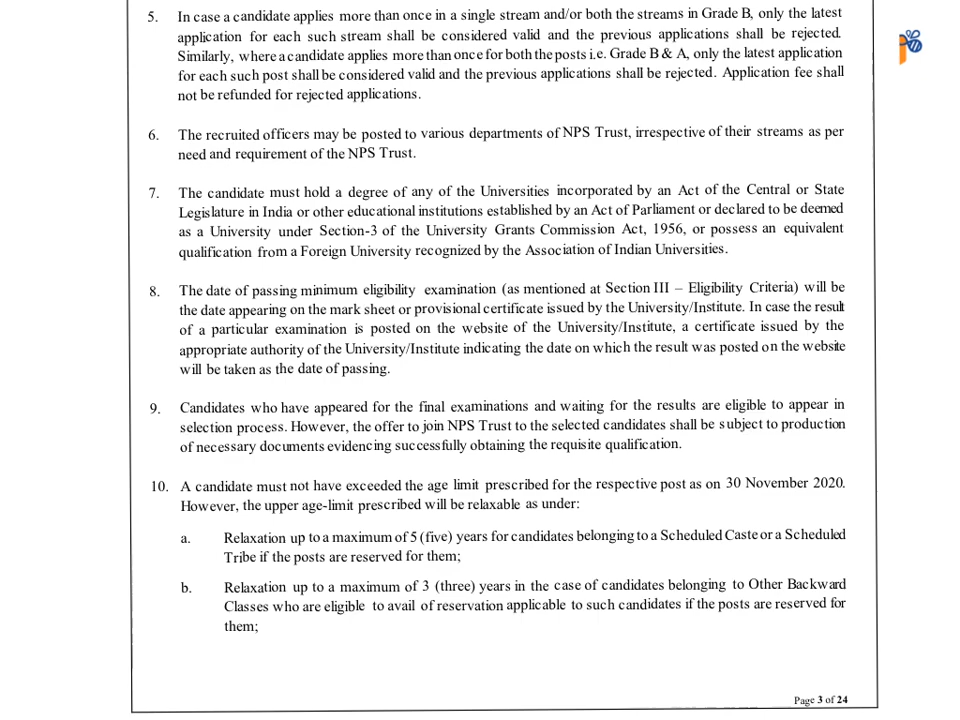 5. In case a candidate applies more than once in a single stream and/or both the streams in Grade B, only the latest
application for each such stream shall be considered valid and the previous applications shall be rejected.
Similarly, where a candidate applies more than once for both the posts i.e. Grade B & A, only the latest application
for each such post shall be considered valid and the previous applications shall be rejected. Application fee shall
not be refunded for rejected applications.
6. The recruited officers may be posted to various departments of NPS Trust, irrespective of their streams as per
need and requirement of the NPS Trust.
7. The candidate must hold a degree of any of the Universities incorporated by an Act of the Central or State
Legislature in India or other educational institutions established by an Act of Parliament or declared to be deemed
as a University under Section-3 of the University Grants Commission Act, 1956, or possess an equivalent
qualification from a Foreign University recognized by the Association of Indian Universities.
8. The date of passing minimum eligibility examination (as mentioned at Section III – Eligibility Criteria) will be
the date appearing on the mark sheet or provisional certificate issued by the University/Institute. In case the result
of a particular examination is posted on the website of the University/Institute, a certificate issued by the
appropriate authority of the University/Institute indicating the date on which the result was posted on the website
will be taken as the date of passing.
9. Candidates who have appeared for the final examinations and waiting for the results are eligible to appear in
selection process. However, the offer to join NPS Trust to the selected candidates shall be subject to production
of necessary documents evidencing successfully obtaining the requisite qualification.
10. A candidate must not have exceeded the age limit prescribed for the respective post as on 30 November 2020.
However, the upper age-limit prescribed will be relaxable as under:
a. Relaxation up to a maximum of 5 (five) years for candidates belonging to a Scheduled Caste or a Scheduled
Tribe if the posts are reserved for them;
b. Relaxation up to a maximum of 3 (three) years in the case of candidates belonging to Other Backward
Classes who are eligible to avail of reservation applicable to such candidates if the posts are reserved for
them;
Page 3 of 24